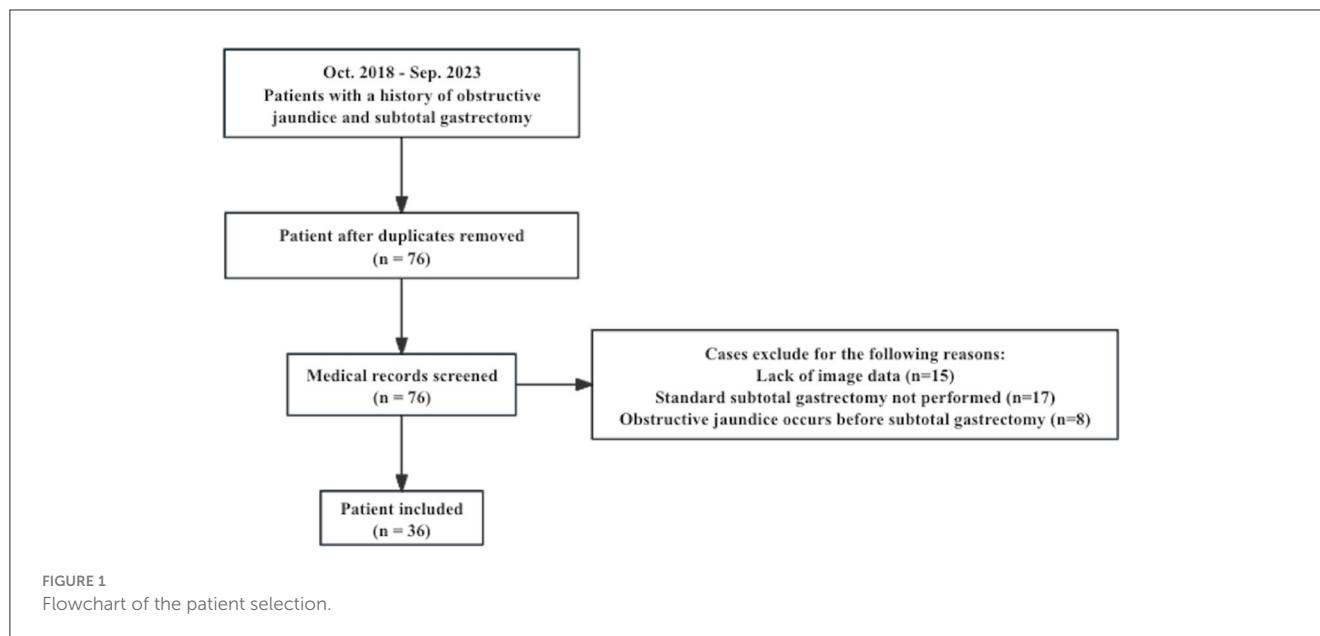 Oct. 2018 - Sep. 2023
Patients with a history of obstructive
jaundice and subtotal gastrectomy
Patient after duplicates removed
(n = 76)
Medical records screened
(n = 76)
Cases exclude for the following reasons:
Lack of image data (n=15)
Standard subtotal gastrectomy not performed (n=17)
Obstructive jaundice occurs before subtotal gastrectomy (n=8)
Patient included
(n = 36)
FIGURE 1
Flowchart of the patient selection.